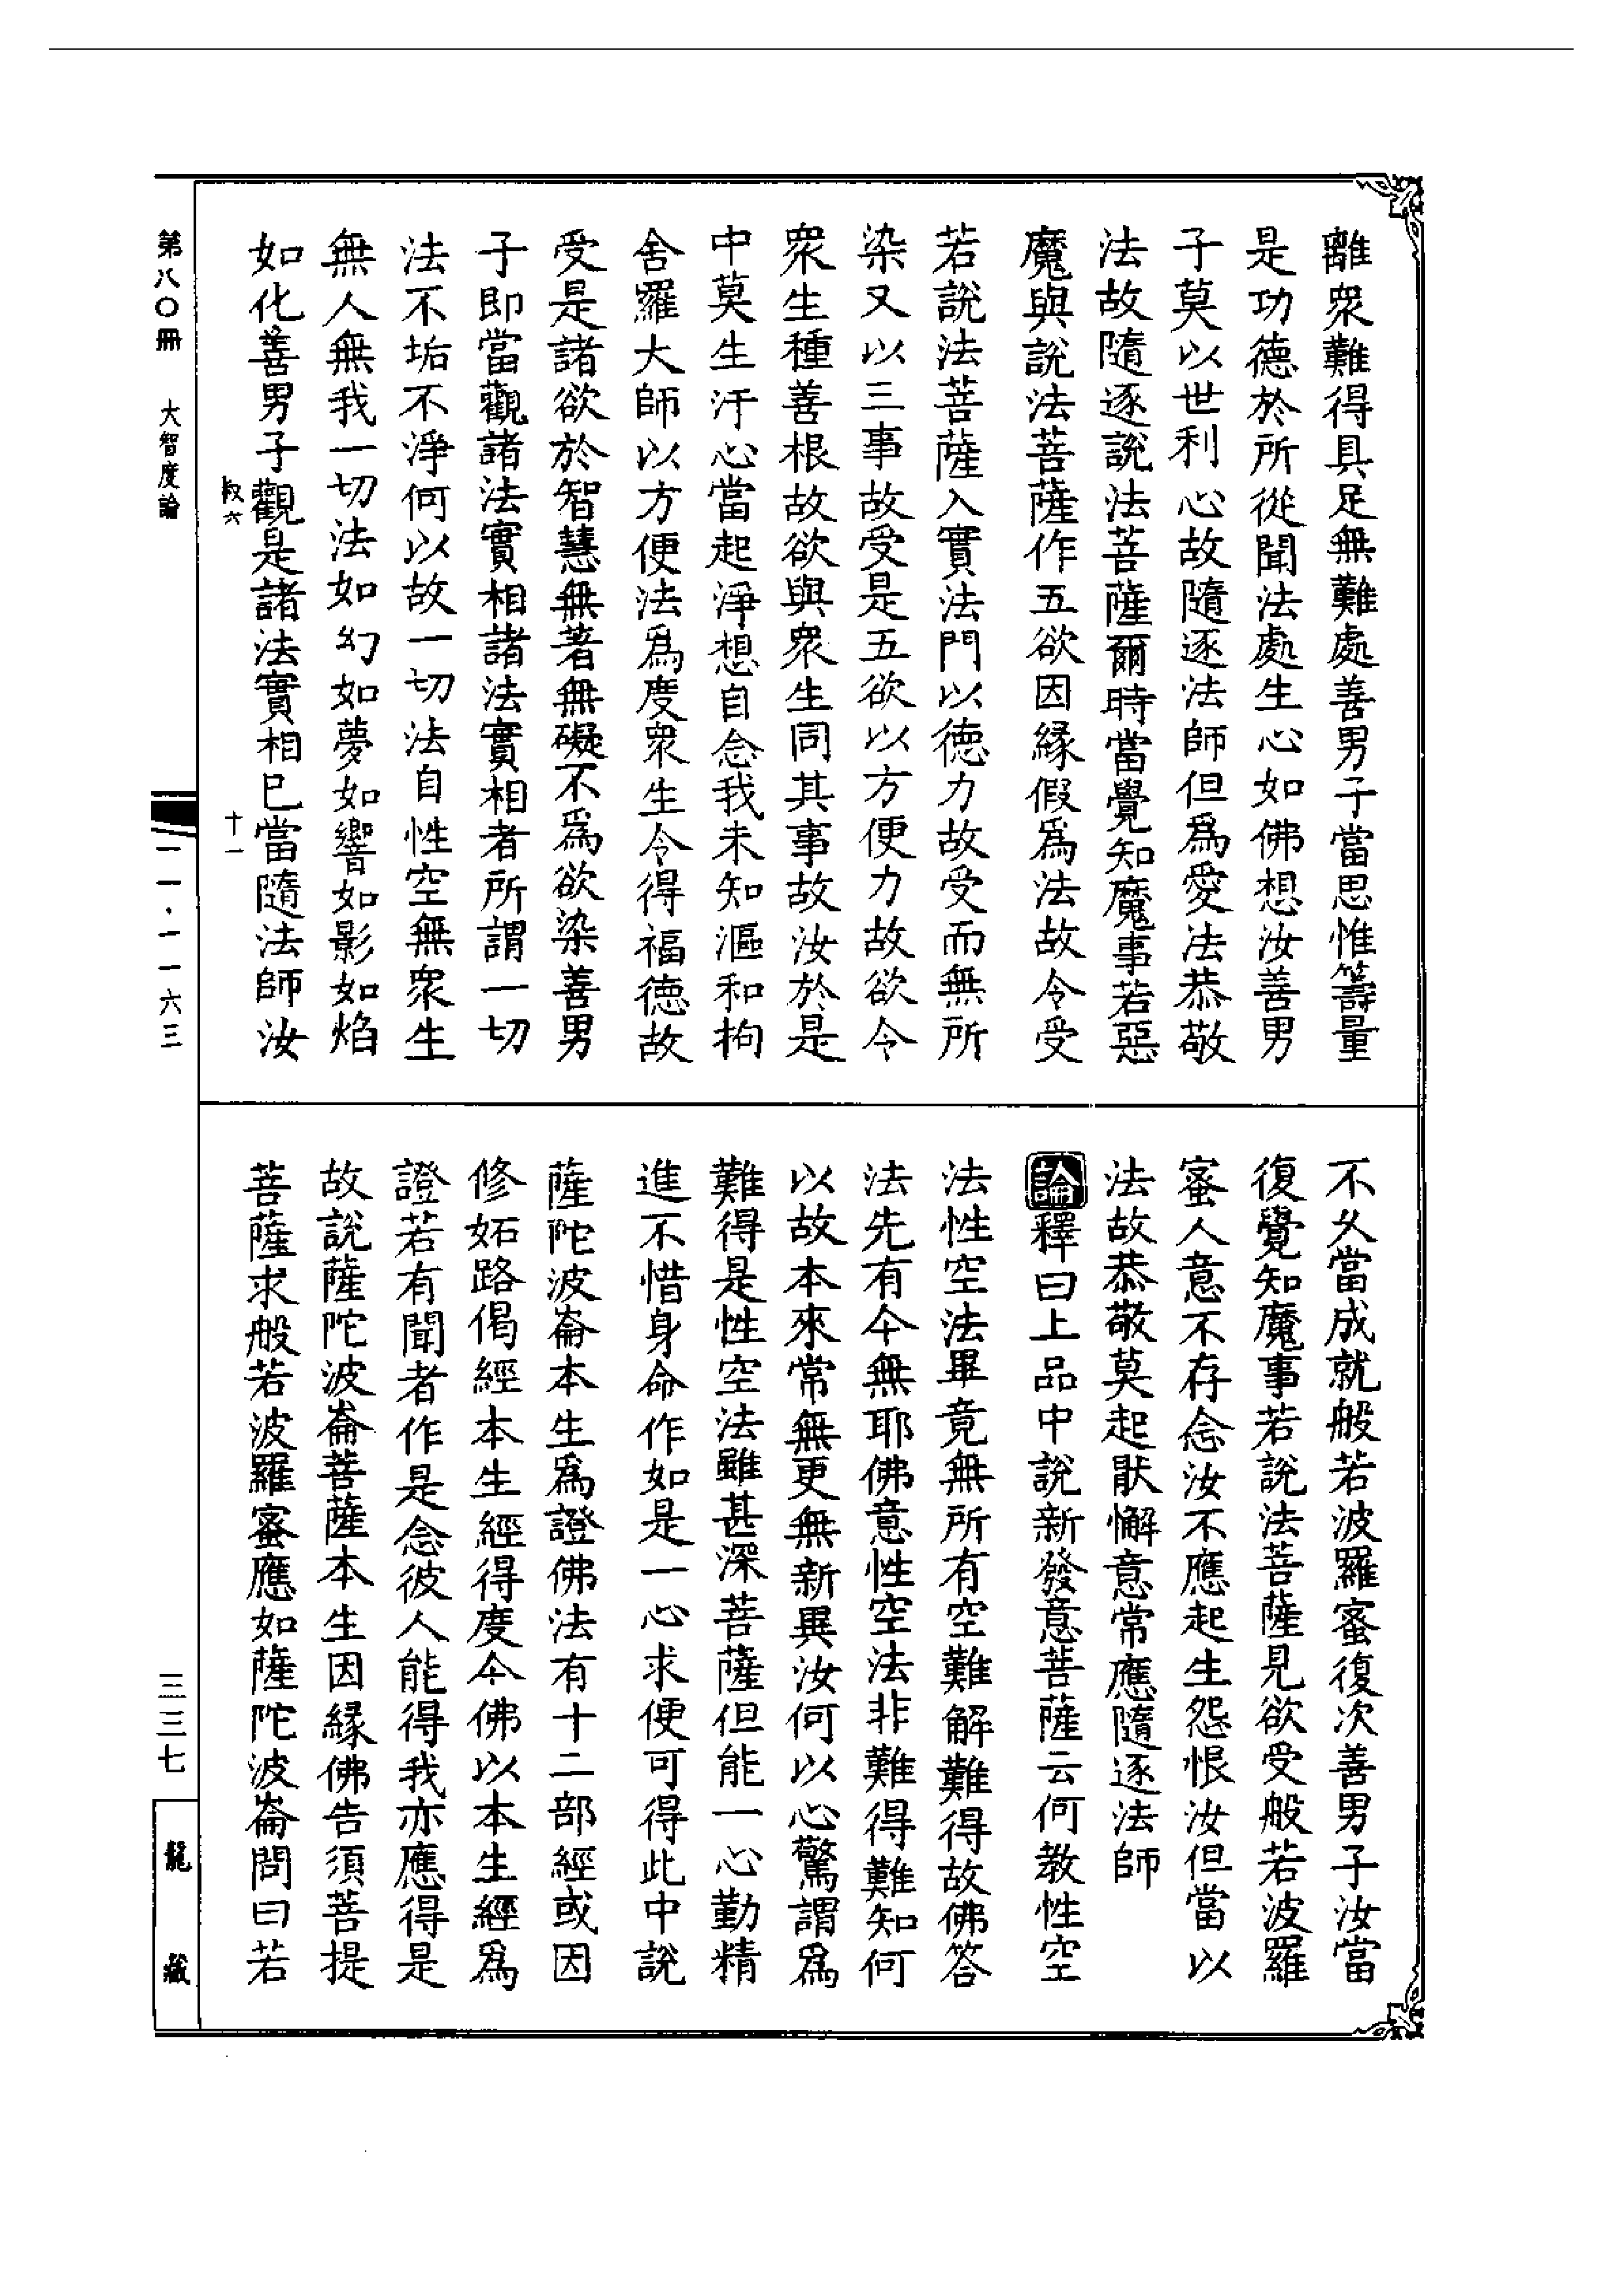 離衆難得具足無難處善男子當思惟籌量
是功德於所從聞法處生心如佛想汝善男
子莫以世利心故隨逐法師但爲愛法恭敬
法故隨逐說法菩薩爾時當覺知魔事若惡
魔與說法菩薩作五欲因緣假爲法故令受
若說法菩薩入實法門以德力故受而無所
染又以三事故受是五欲以方便力故欲令
衆生種善根故欲與衆生同其事故汝於是
中莫生汙心當起淨想自念我未知漚和拘
舍羅大師以方便法爲度衆生令得福德故
受是諸欲於智慧無著無礙不爲欲染善男
子即當觀諸法實相諸法實相者所謂一切
法不垢不淨何以故一切法自性空無衆生
無人無我一切法如幻如夢如響如影如焰
如化善男子觀是諸法實相已當隨法師汝
不久當成就般若波羅蜜復次善男子汝當
復覺知魔事若說法菩薩見欲受般若波羅
蜜人意不存念汝不應起生怨恨汝但當以
法故恭敬莫起猒懈意常應隨逐法師
論釋曰上品中說新發意菩薩云何教性空
法性空法畢竟無所有空難解難得故佛答
法先有今無耶佛意性空法非難得難知何
以故本來常無更無新異汝何以心驚謂爲
難得是性空法雖甚深菩薩但能一心勤精
進不惜身命作如是一心求便可得此中說
薩陀波崙本生爲證佛法有十二部經或因
修妬路偈經本生經得度今佛以本生經爲
證若有聞者作是念彼人能得我亦應得是
故說薩陀波崙菩薩本生因緣佛告須菩提
菩薩求般若波羅蜜應如薩陀波崙問曰若
椒六 十一
第八〇冊 大智度論
一一一·一一六三
三三七
龍藏